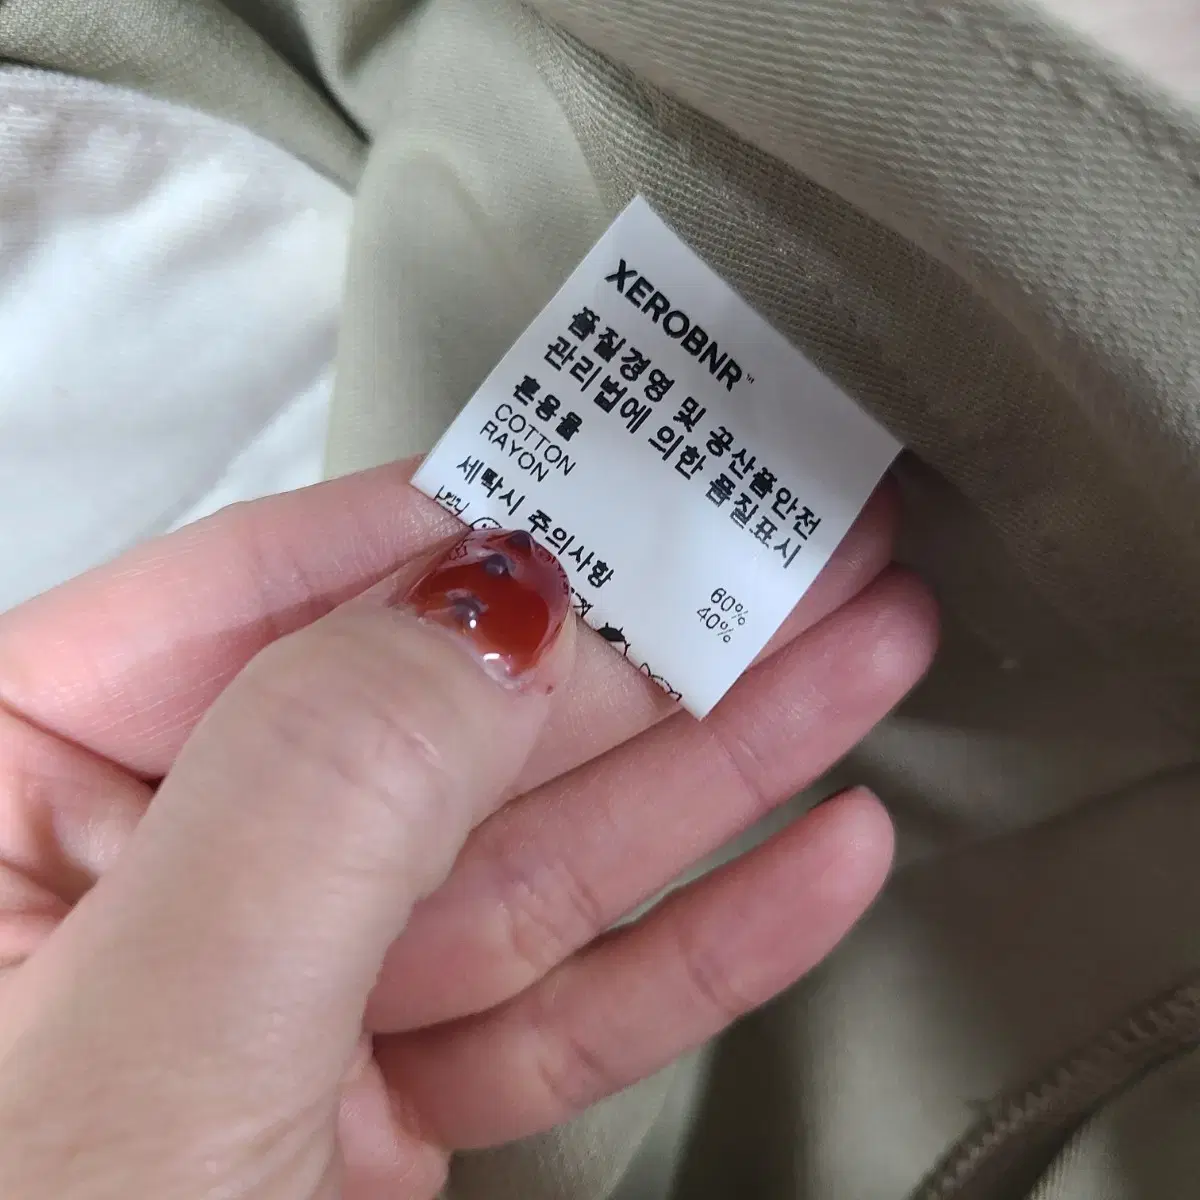 XEROBNR™
품질경영 및 공산품안전
관리법에 의한 품질표시
혼용율
COTTON 60%
RAYON 40%
세탁시 주의사항